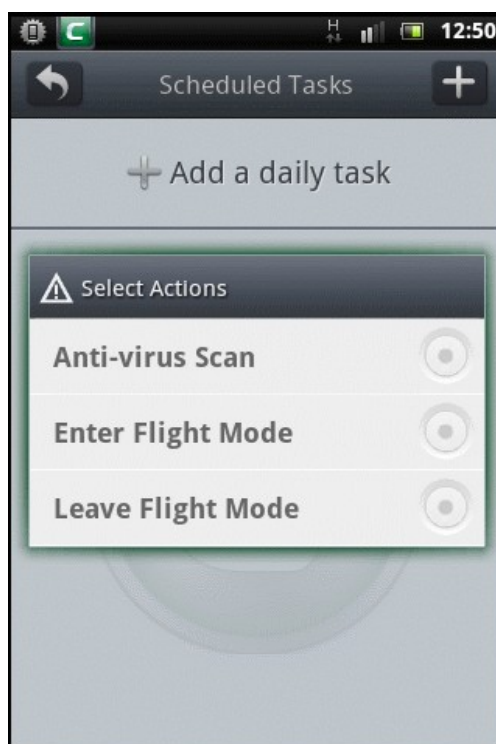 C
H
12:50
Scheduled Tasks
Add a daily task
Select Actions
Anti-virus Scan
Enter Flight Mode
Leave Flight Mode